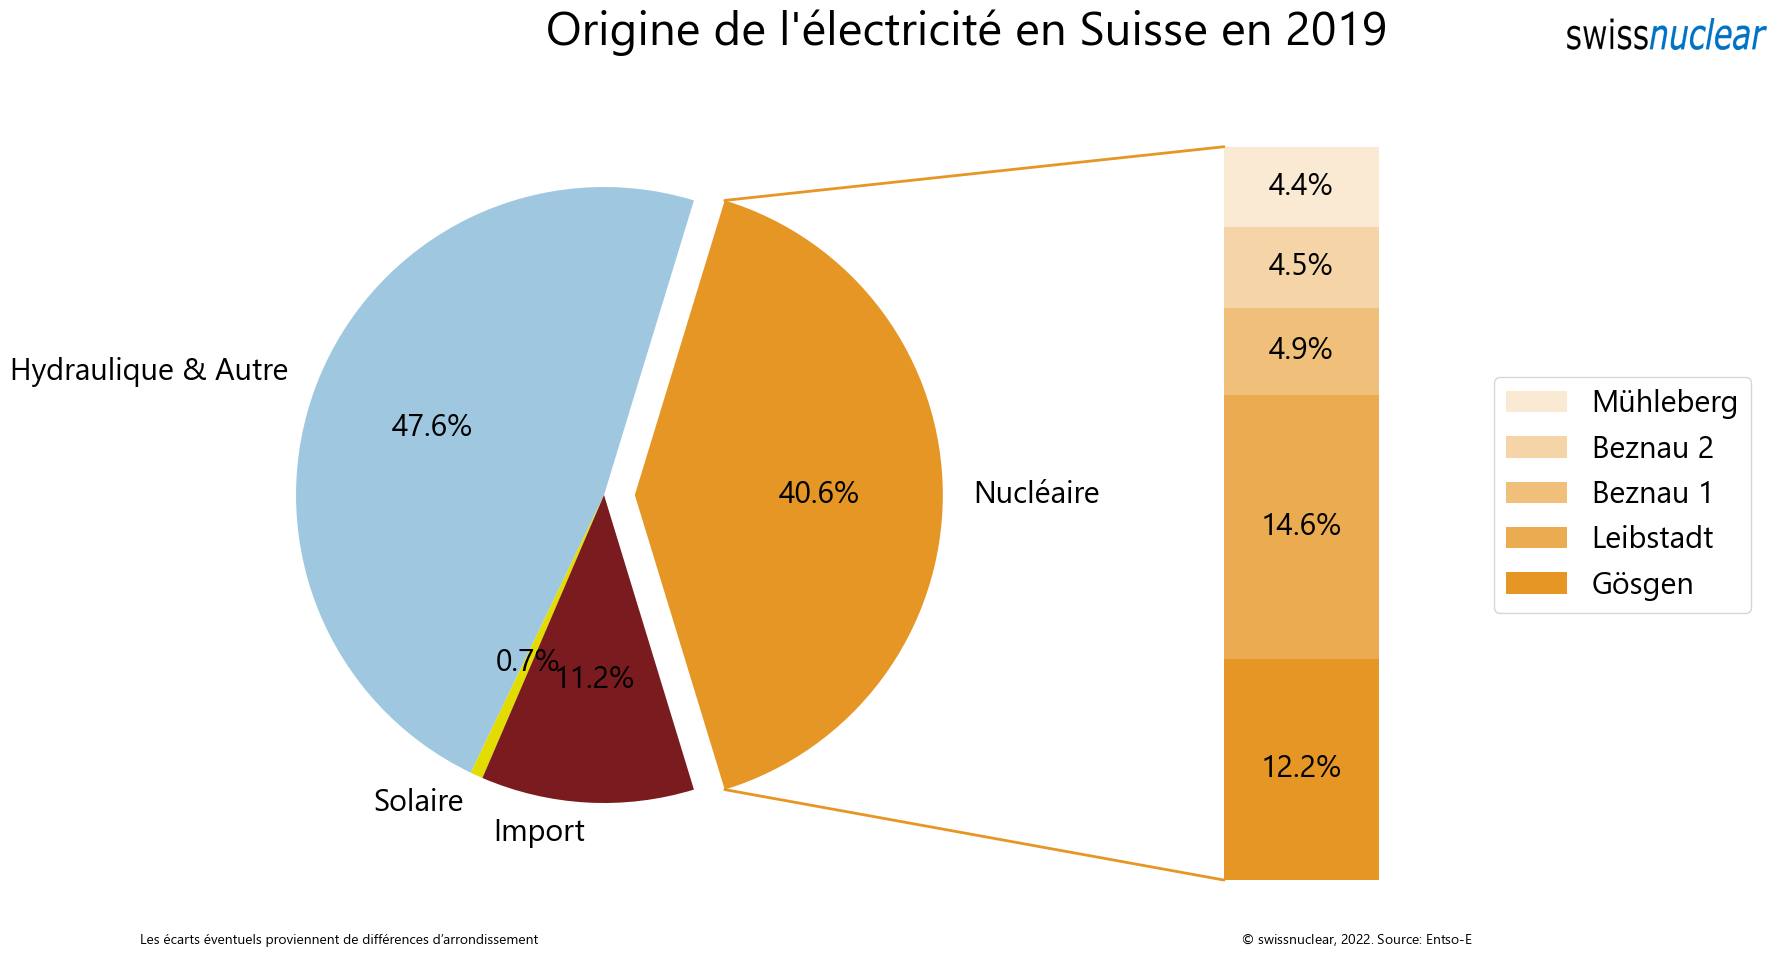 Origine de l'électricité en Suisse en 2019
swissnuclear
Hydraulique & Autre
47.6%
0.7%
11.2%
Solaire
Import
40.6%
Nucléaire
4.4%
4.5%
4.9%
14.6%
12.2%
Mühleberg
Beznau 2
Beznau 1
Leibstadt
Gösgen
Les écarts éventuels proviennent de différences d’arrondissement
© swissnuclear, 2022. Source: Entso-E